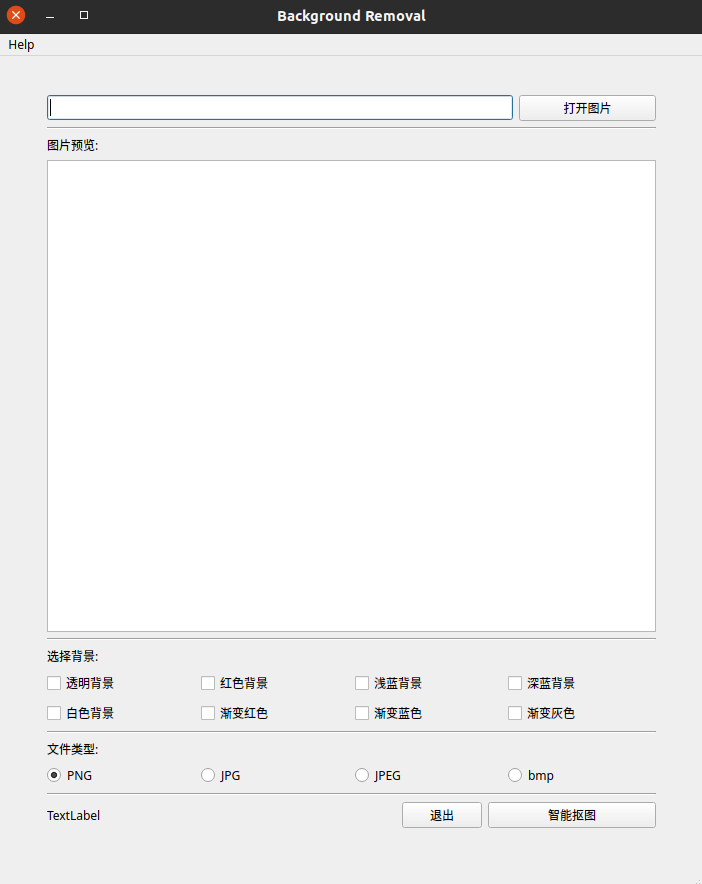 Background Removal
Help
打开图片
图片预览:
选择背景:
透明背景 红色背景 浅蓝背景 深蓝背景
白色背景 渐变红色 渐变蓝色 渐变灰色
文件类型:
PNG JPG JPEG bmp
TextLabel 退出 智能抠图